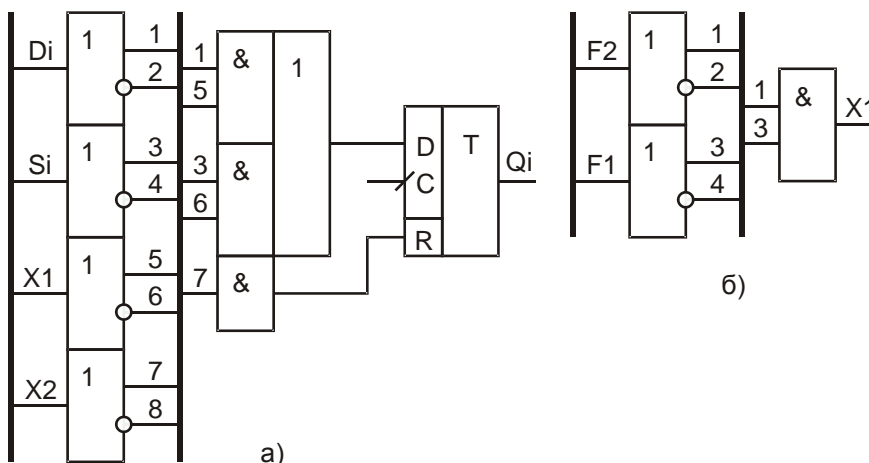 Di 1 1 2
1 5 & 1
Si 1 3 4
3 6 &
D T Qi
C
R
X1 1 5 6
7 &
X2 1 7 8
а)
F2 1 1 2
1 3 & X1
F1 1 3 4
б)